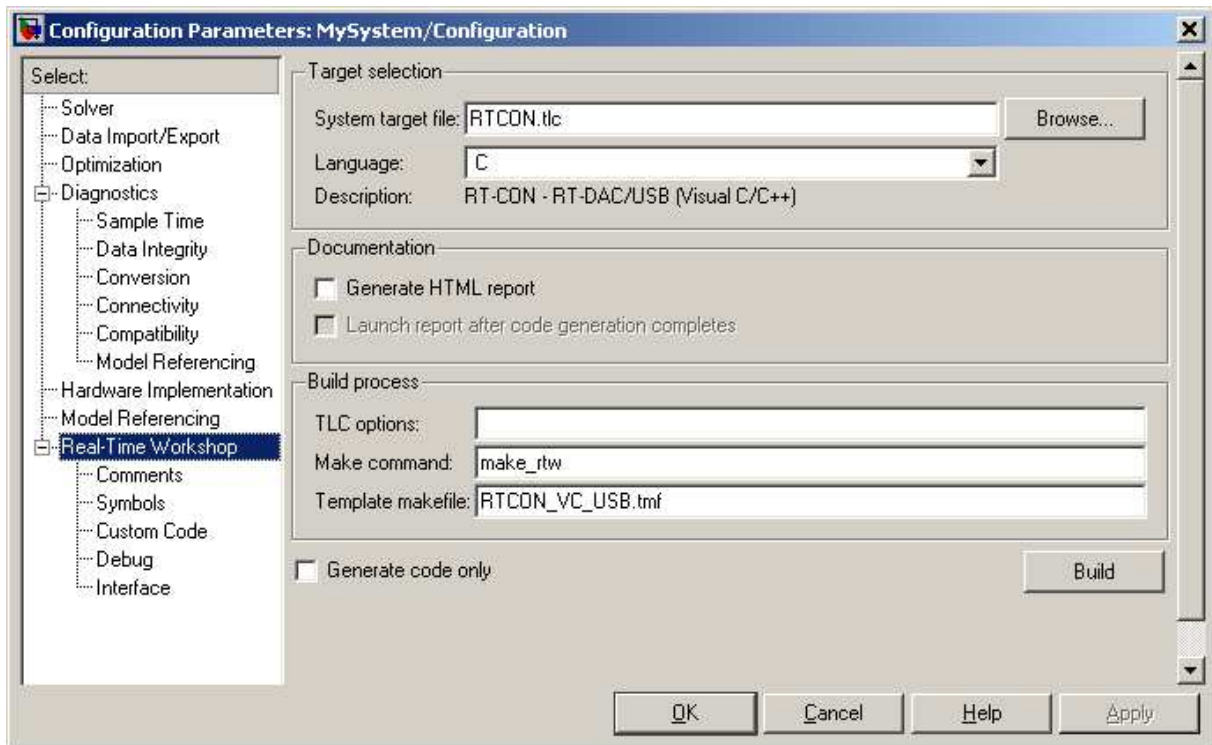 Configuration Parameters: MySystem/Configuration
Select:
Solver
Data Import/Export
Optimization
Diagnostics
Sample Time
Data Integrity
Conversion
Connectivity
Compatibility
Model Referencing
Hardware Implementation
Model Referencing
Real-Time Workshop
Comments
Symbols
Custom Code
Debug
Interface
Target selection
System target file: RTCON.tlc Browse...
Language: C
Description: RT-CON - RT-DAC/USB (Visual C/C++)
Documentation
Generate HTML report
Launch report after code generation completes
Build process
TLC options:
Make command: make_rtw
Template makefile: RTCON_VC_USB.tmf
Generate code only Build
OK Cancel Help Apply